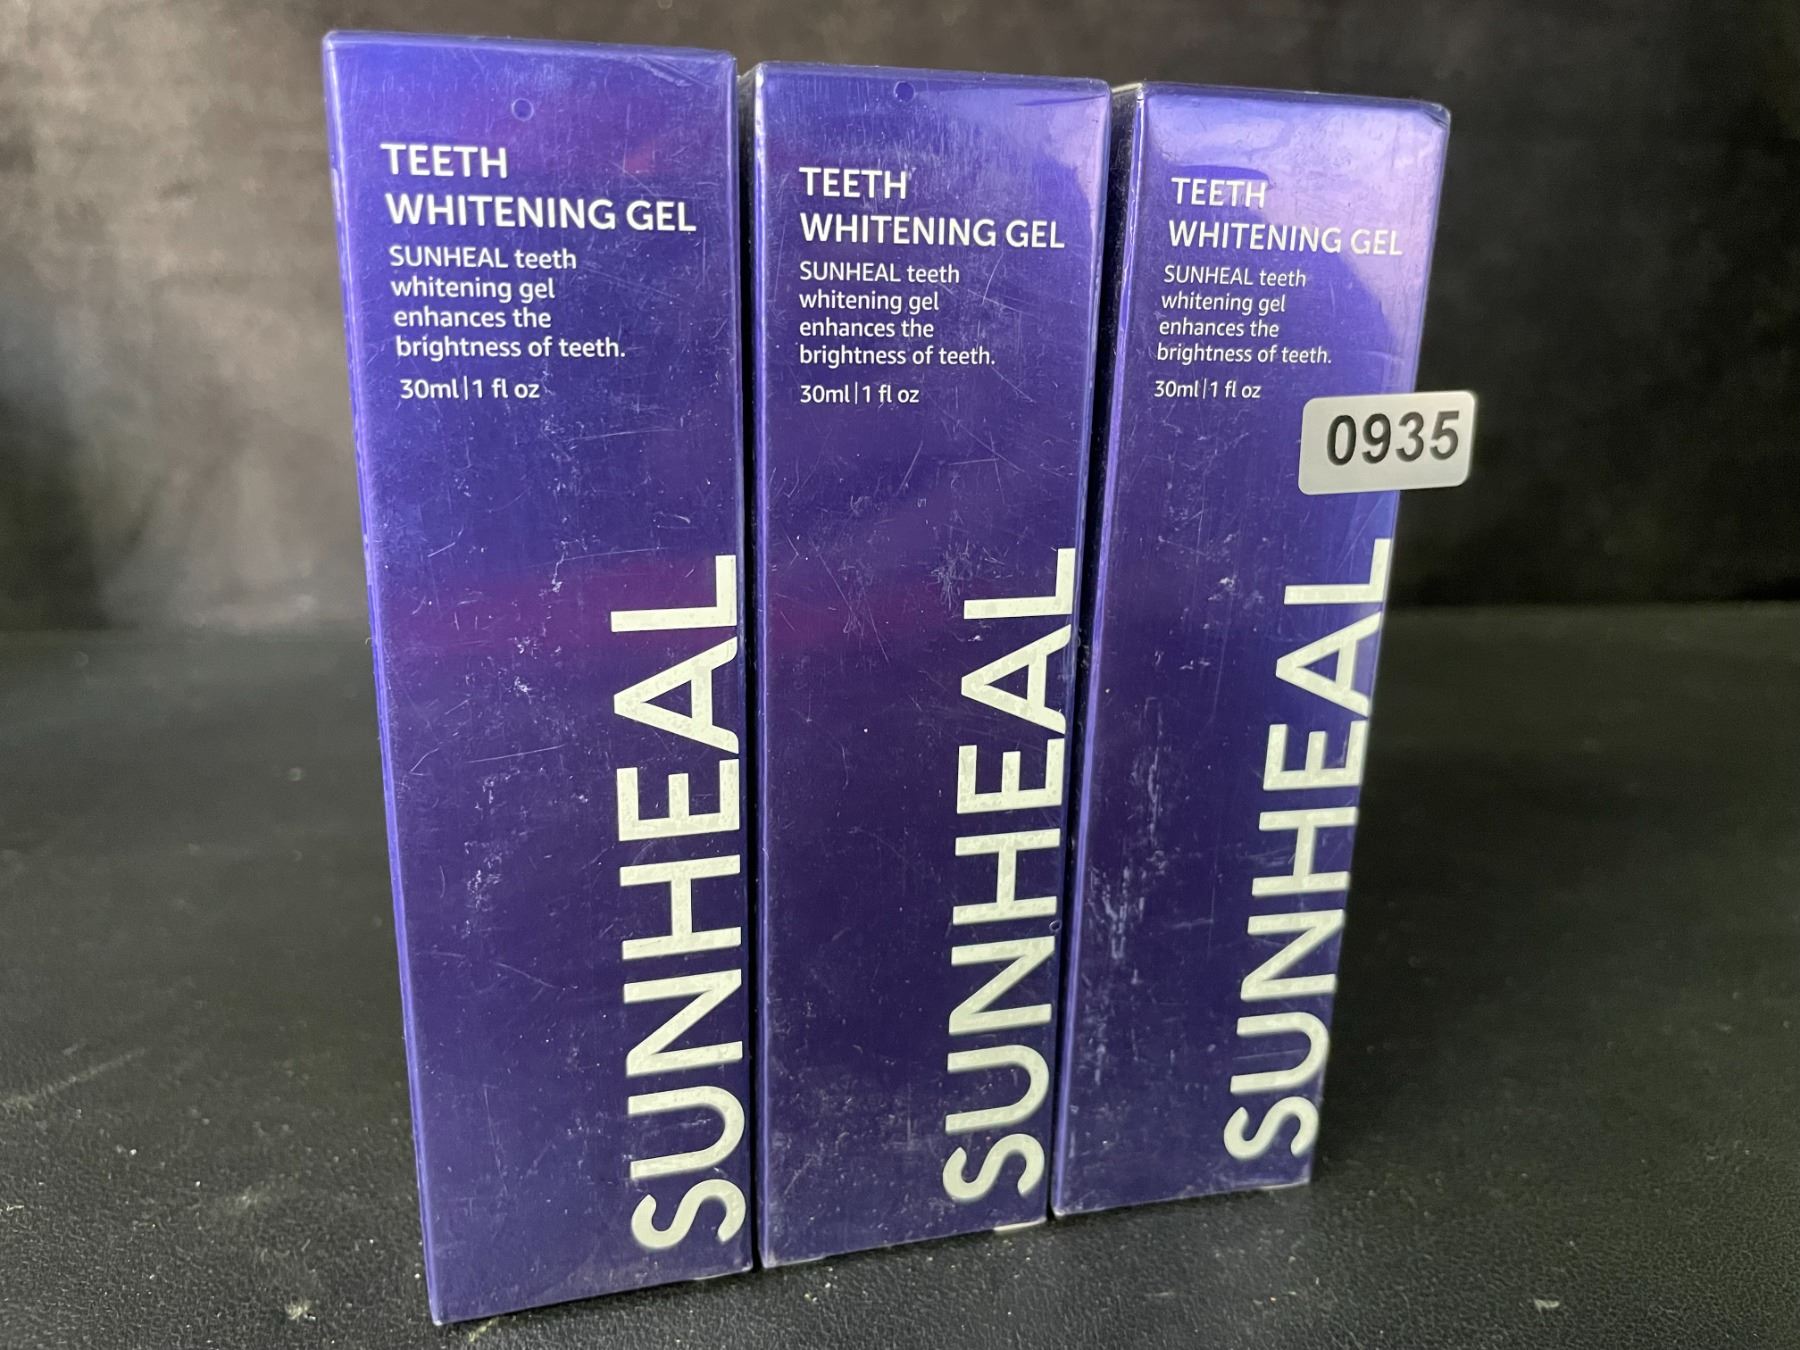 TEETH
WHITENING GEL
SUNHEAL teeth
whitening gel
enhances the
brightness of teeth.
30ml|1 fl oz
SUNHEAL
TEETH
WHITENING GEL
SUNHEAL teeth
whitening gel
enhances the
brightness of teeth.
30ml|1 fl oz
SUNHEAL
TEETH
WHITENING GEL
SUNHEAL teeth
whitening gel
enhances the
brightness of teeth.
30ml|1 fl oz
0935
SUNHEAL